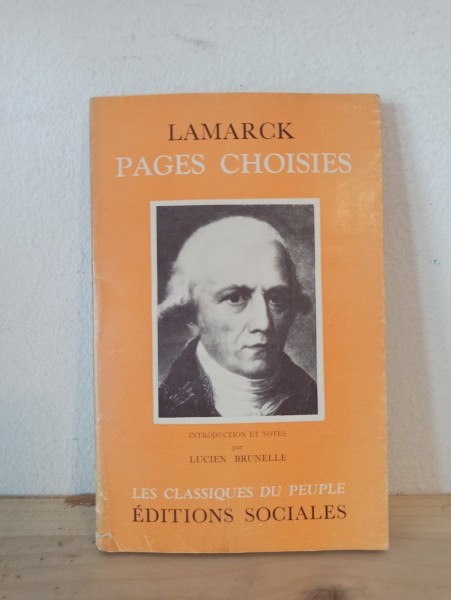 LAMARCK
PAGES CHOISIES
INTRODUCTION ET NOTES
par
LUCIEN BRUNELLE
LES CLASSIQUES DU PEUPLE
ÉDITIONS SOCIALES